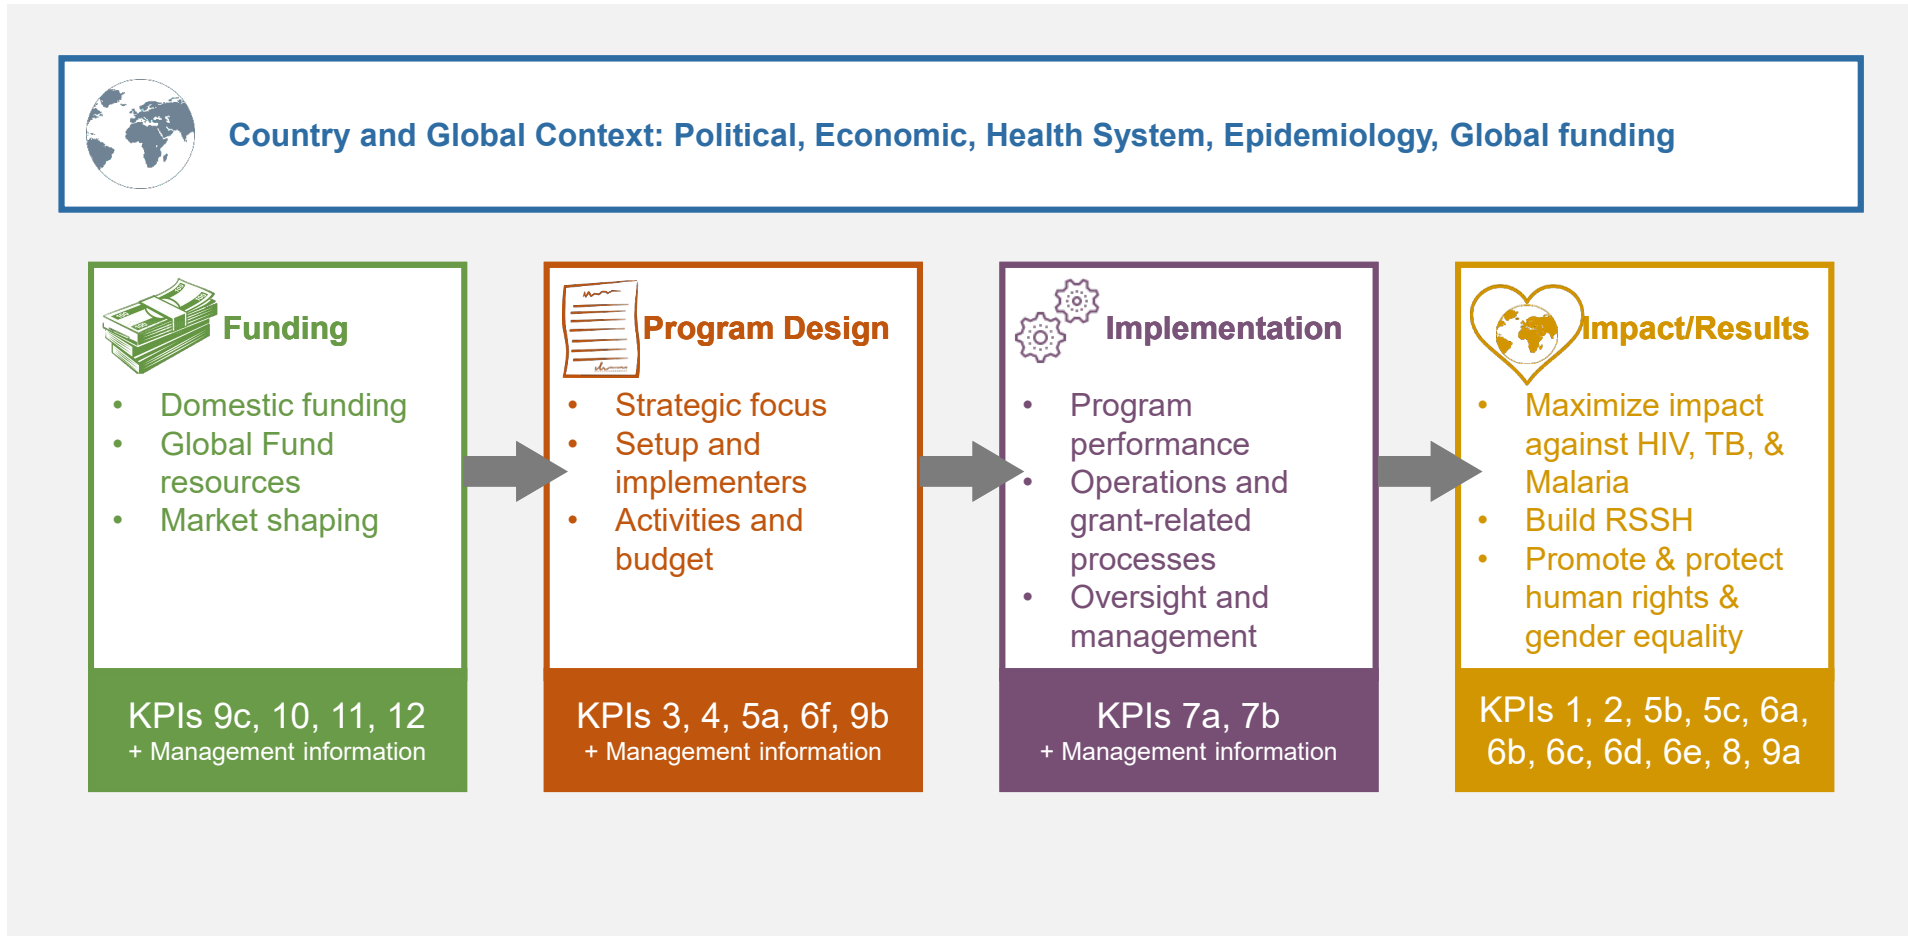 Country and Global Context: Political, Economic, Health System, Epidemiology, Global funding
Funding
• Domestic funding
• Global Fund
resources
• Market shaping
KPIs 9c, 10, 11, 12
+ Management information
Program Design
• Strategic focus
• Setup and
implementers
• Activities and
budget
KPIs 3, 4, 5a, 6f, 9b
+ Management information
Implementation
• Program
performance
• Operations and
grant-related
processes
• Oversight and
management
KPIs 7a, 7b
+ Management information
Impact/Results
• Maximize impact
against HIV, TB, &
Malaria
• Build RSSH
• Promote & protect
human rights &
gender equality
KPIs 1, 2, 5b, 5c, 6a,
6b, 6c, 6d, 6e, 8, 9a